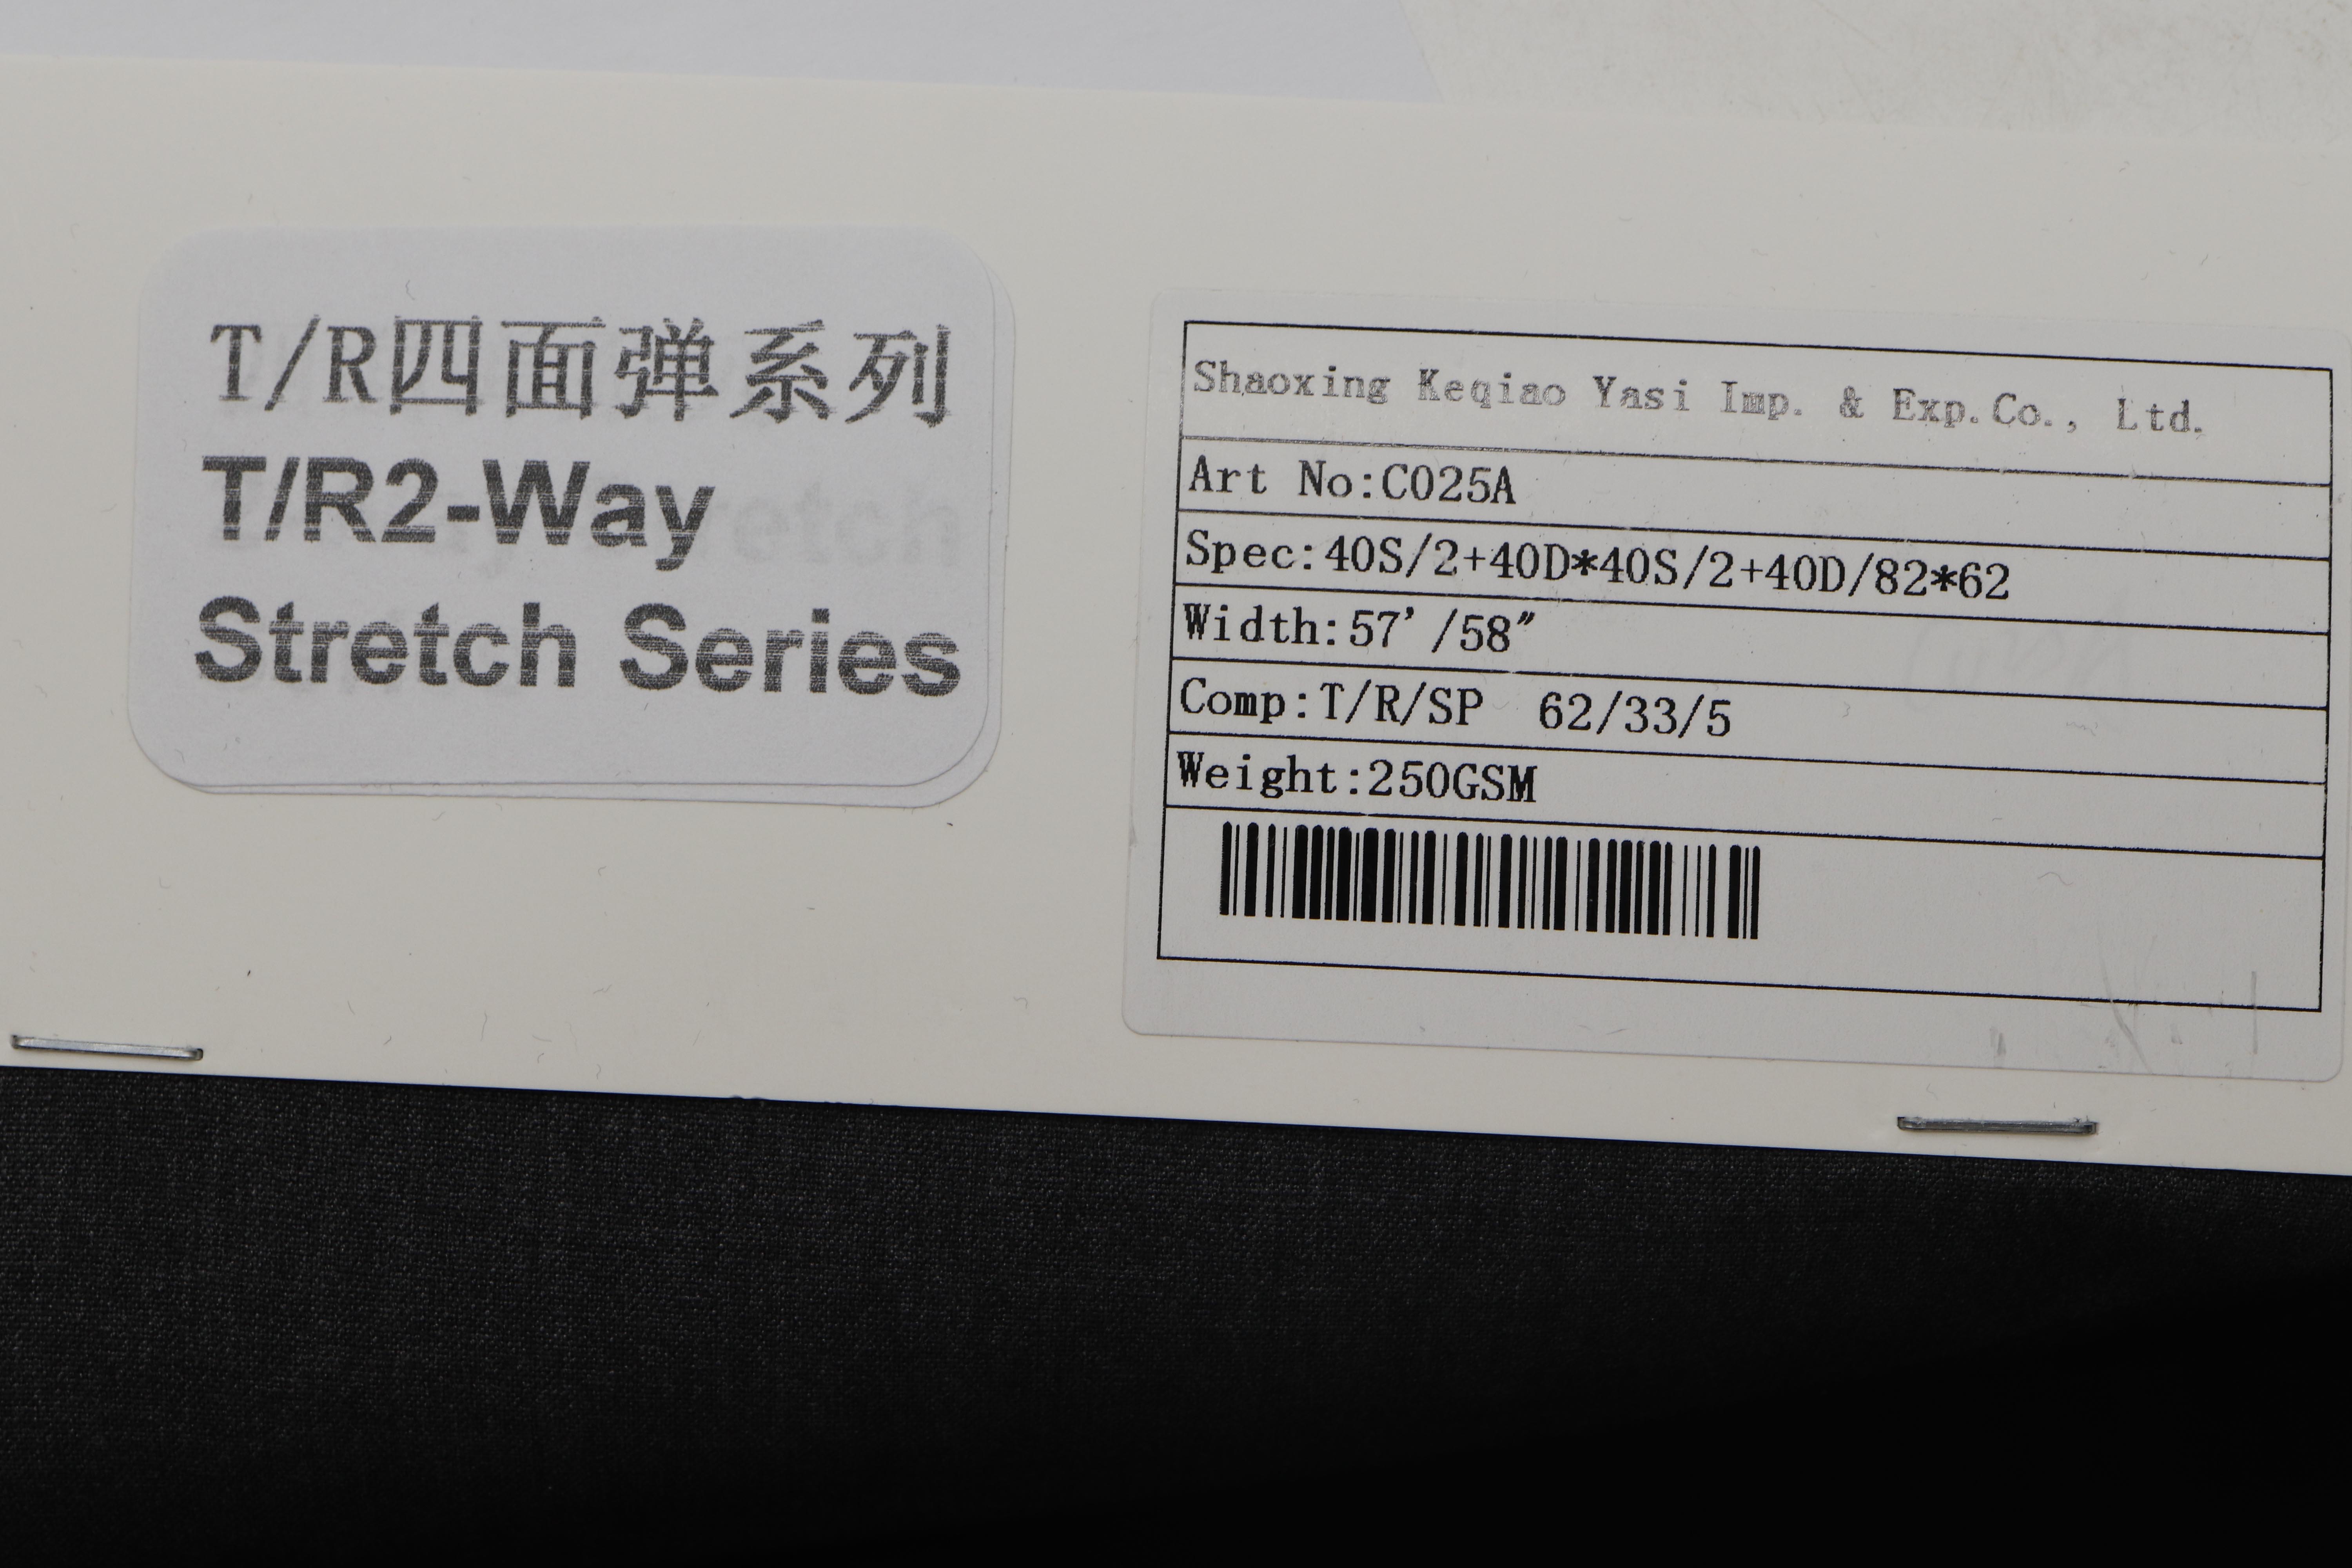 T/R四面弹系列
T/R2-Way
Stretch Series
Shaoxing Keqiao Yasi Imp. & Exp.Co., Ltd.
Art No:C025A
Spec:40S/2+40D*40S/2+40D/82*62
Width:57’/58″
Comp:T/R/SP 62/33/5
Weight:250GSM